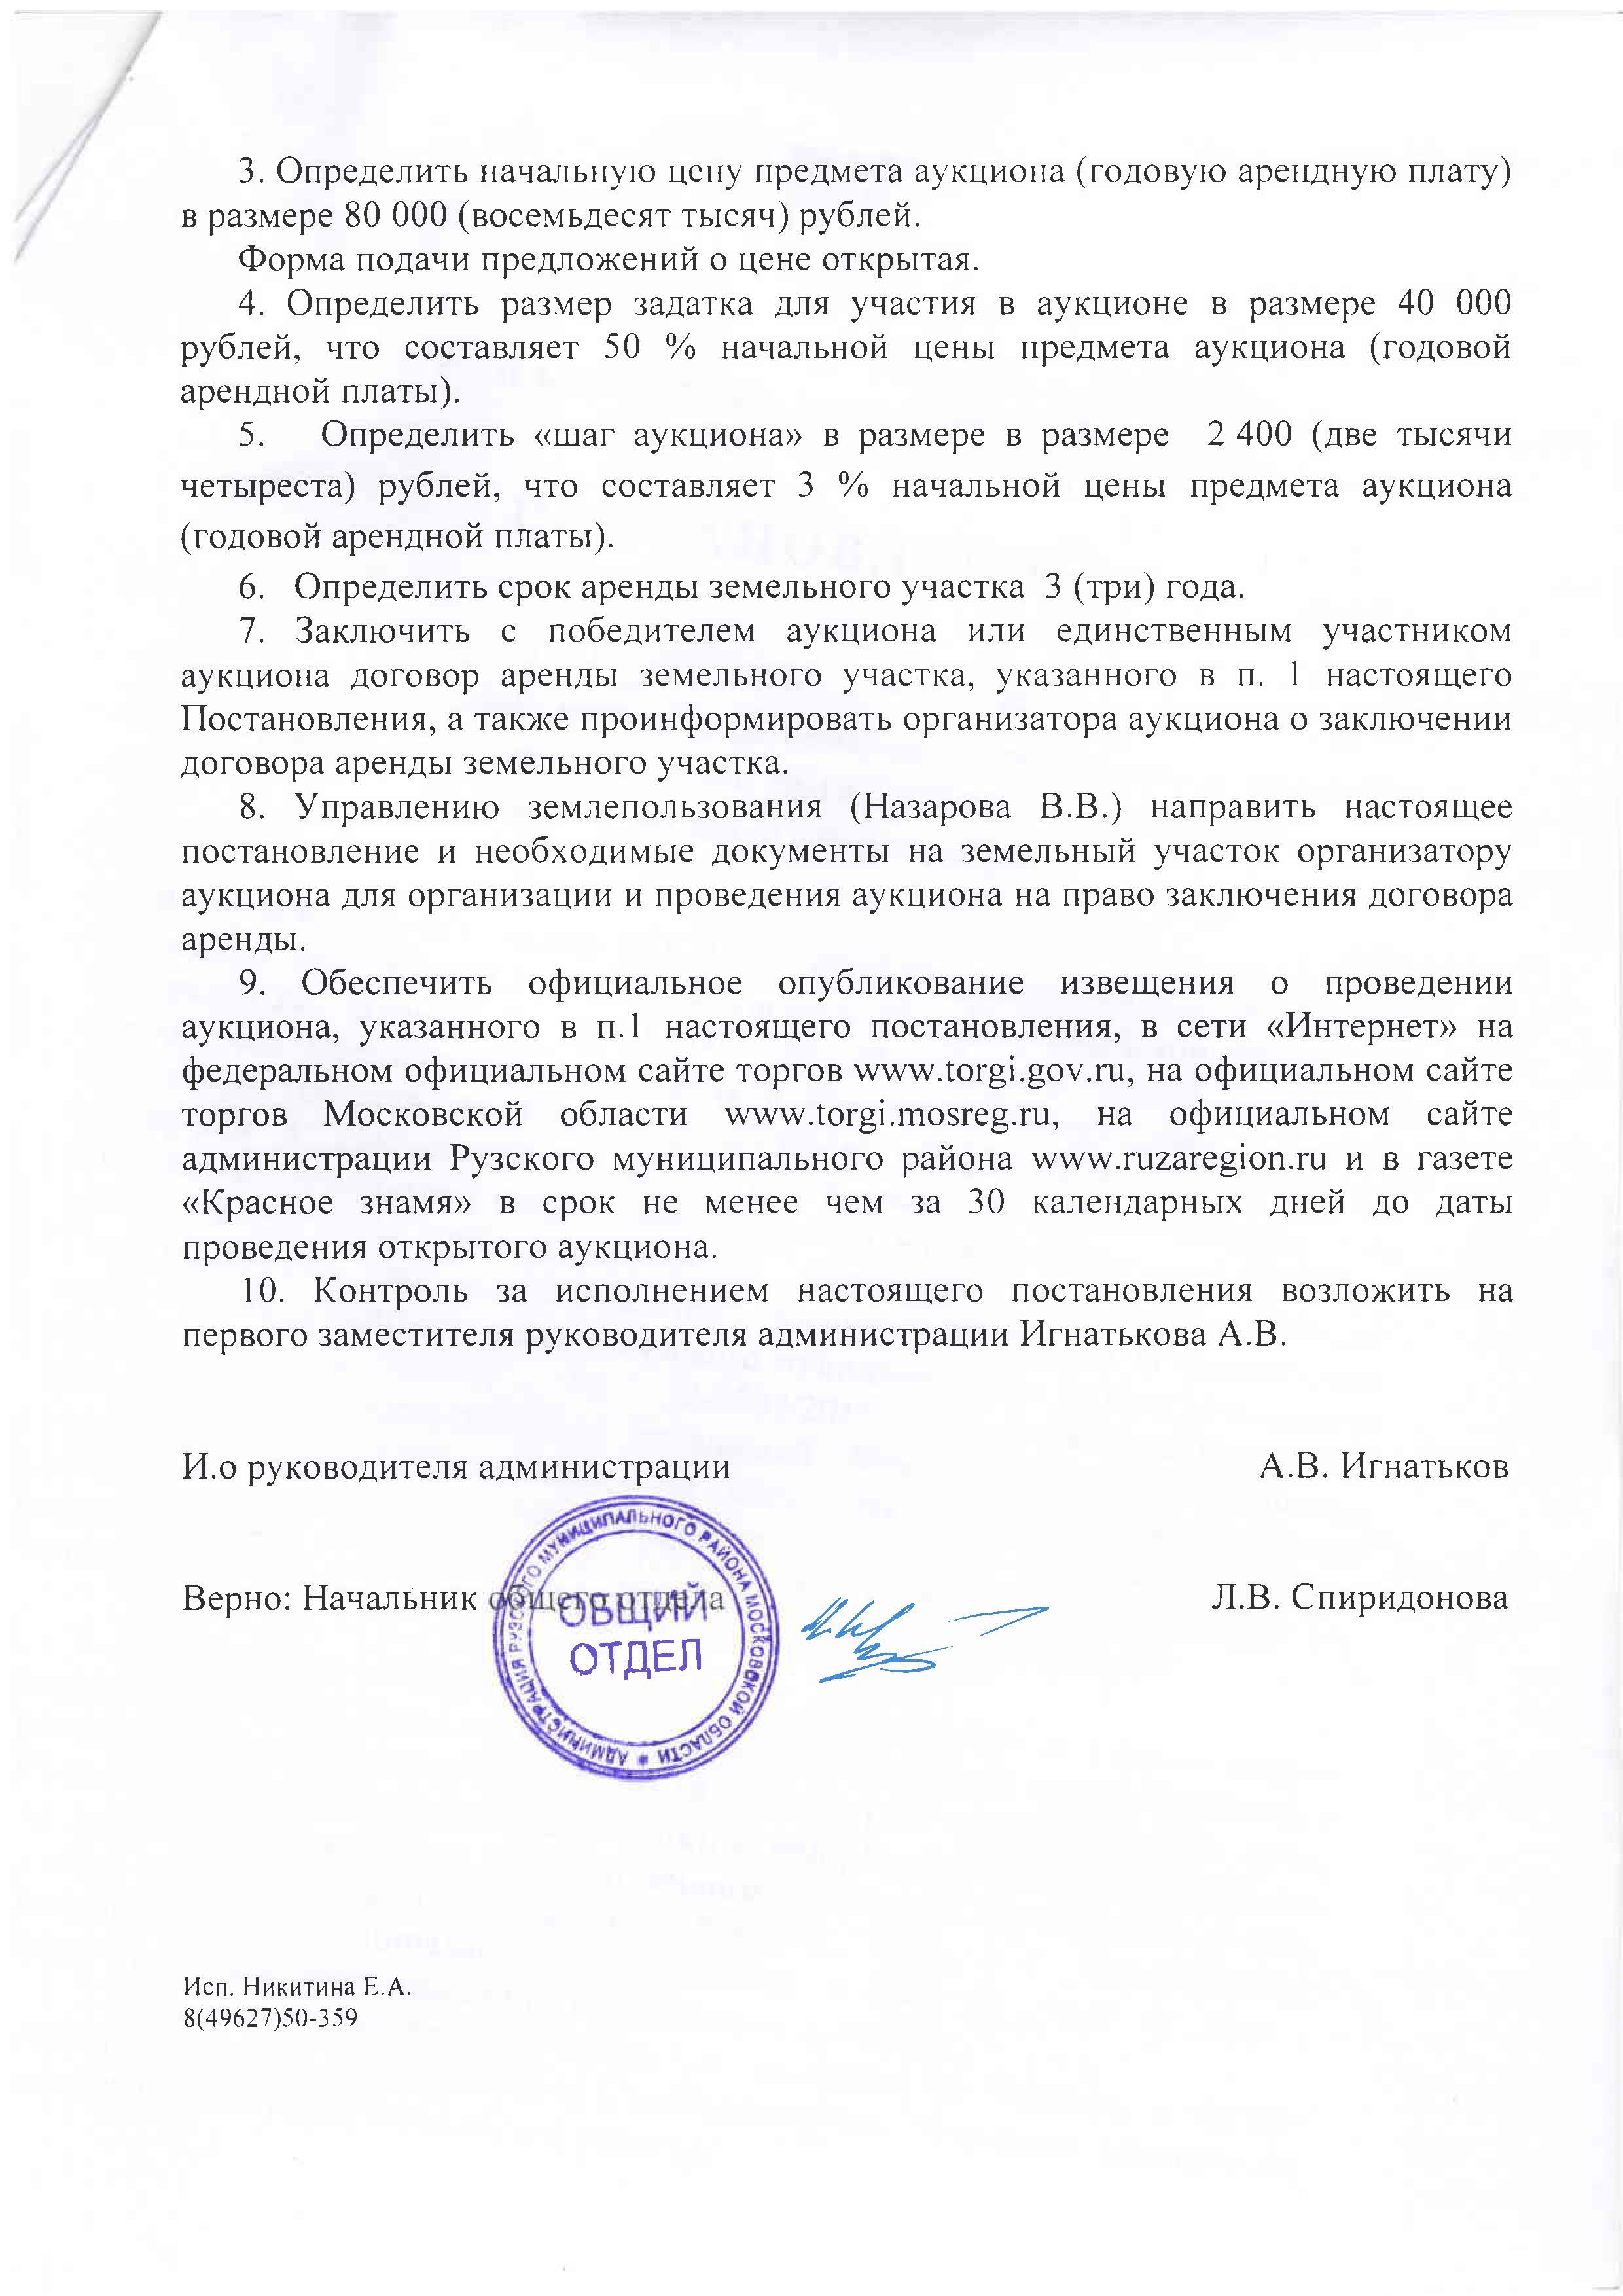 3. Определить начальную цену предмета аукциона (годовую арендную плату)
в размере 80 000 (восемьдесят тысяч) рублей.
Форма подачи предложений о цене открытая.
4. Определить размер задатка для участия в аукционе в размере 40 000
рублей, что составляет 50 % начальной цены предмета аукциона (годовой
арендной платы).
5. Определить «шаг аукциона» в размере в размере 2 400 (две тысячи
четыреста) рублей, что составляет 3 % начальной цены предмета аукциона
(годовой арендной платы).
6. Определить срок аренды земельного участка 3 (три) года.
7. Заключить с победителем аукциона или единственным участником
аукциона договор аренды земельного участка, указанного в п. 1 настоящего
Постановления, а также проинформировать организатора аукциона о заключении
договора аренды земельного участка.
8. Управлению землепользования (Назарова В.В.) направить настоящее
постановление и необходимые документы на земельный участок организатору
аукциона для организации и проведения аукциона на право заключения договора
аренды.
9. Обеспечить официальное опубликование извещения о проведении
аукциона, указанного в п.1 настоящего постановления, в сети «Интернет» на
федеральном официальном сайте торгов www.torgi.gov.ru, на официальном сайте
торгов Московской области www.torgi.mosreg.ru, на официальном сайте
администрации Рузского муниципального района www.ruzaregion.ru и в газете
«Красное знамя» в срок не менее чем за 30 календарных дней до даты
проведения открытого аукциона.
10. Контроль за исполнением настоящего постановления возложить на
первого заместителя руководителя администрации Игнатькова А.В.
И.о руководителя администрации А.В. Игнатьков
Верно: Начальник общего отдела Л.В. Спиридонова
АДМИНИСТРАЦИЯ РУЗСКОГО МУНИЦИПАЛЬНОГО РАЙОНА МОСКОВСКОЙ ОБЛАСТИ *
ОБЩИЙ
ОТДЕЛ
Исп. Никитина Е.А.
8(49627)50-359